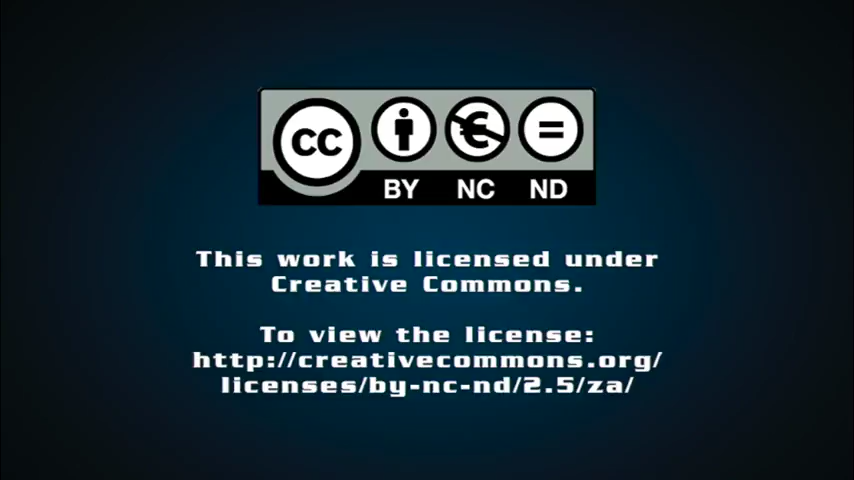 CC
BY NC ND
This work is licensed under
Creative Commons.
To view the license:
http://creativecommons.org/
licenses/by-nc-nd/2.5/za/